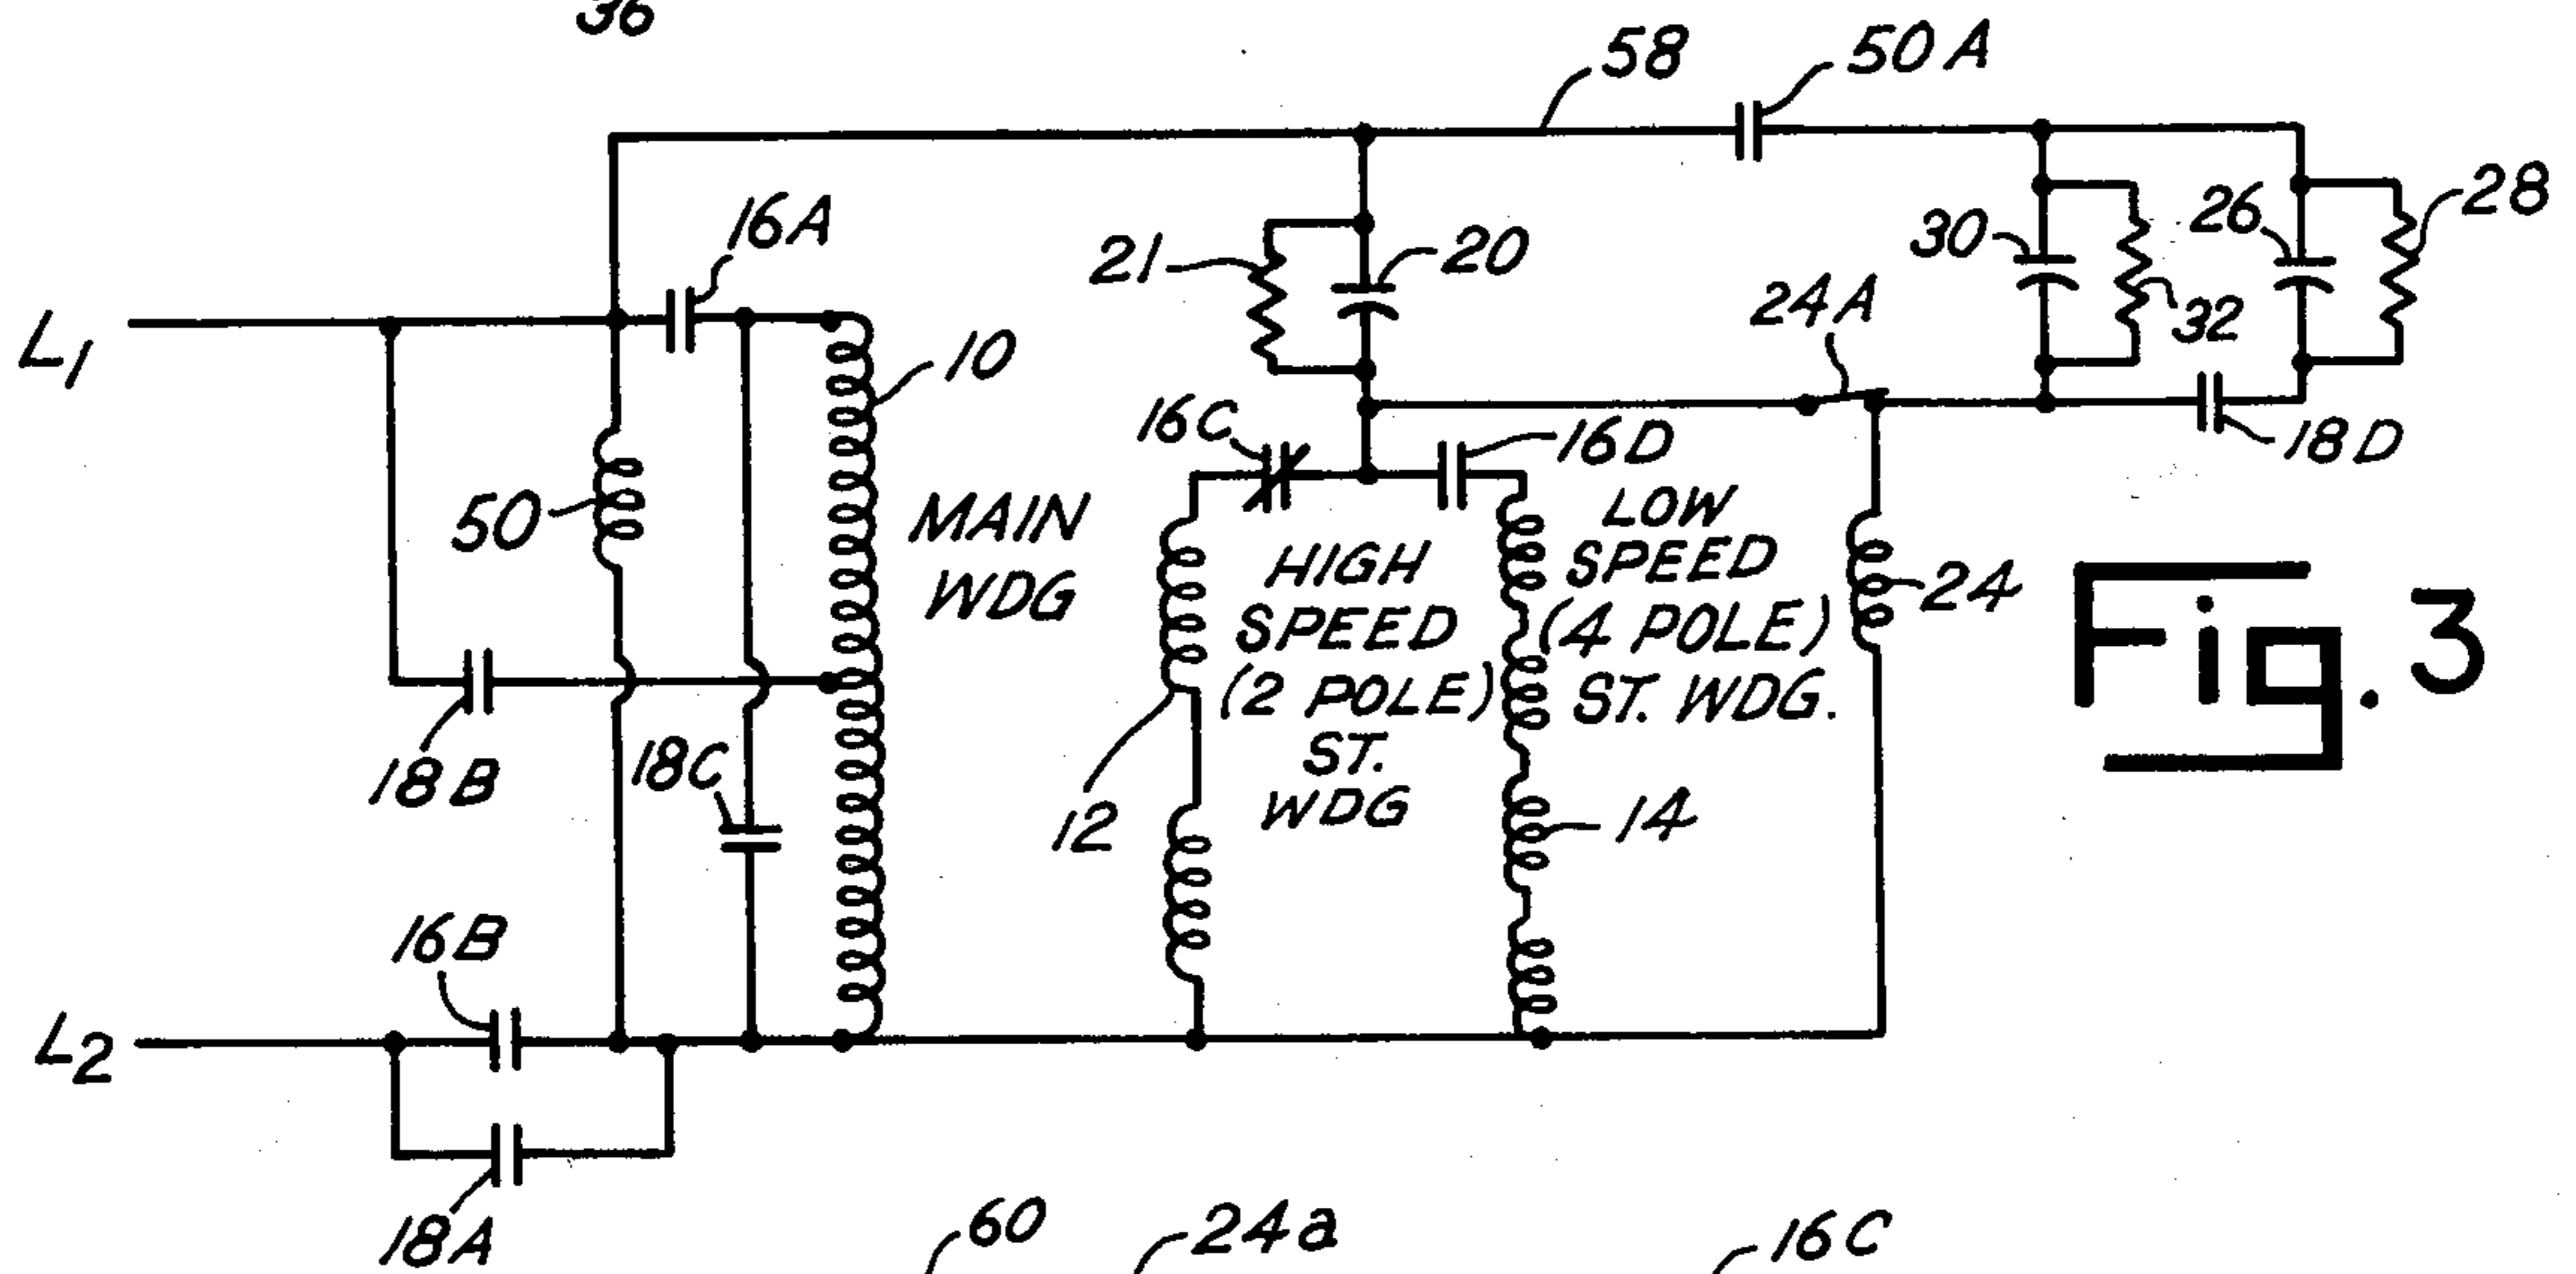 36
58
50A
16A
21
20
30
26
28
32
24A
L1
10
16C
16D
18D
50
MAIN
WDG
HIGH
SPEED
(2 POLE)
ST.
WDG
LOW
SPEED
(4 POLE)
ST. WDG.
24
Fig. 3
18B
18C
12
14
16B
L2
18A
60
24a
16C